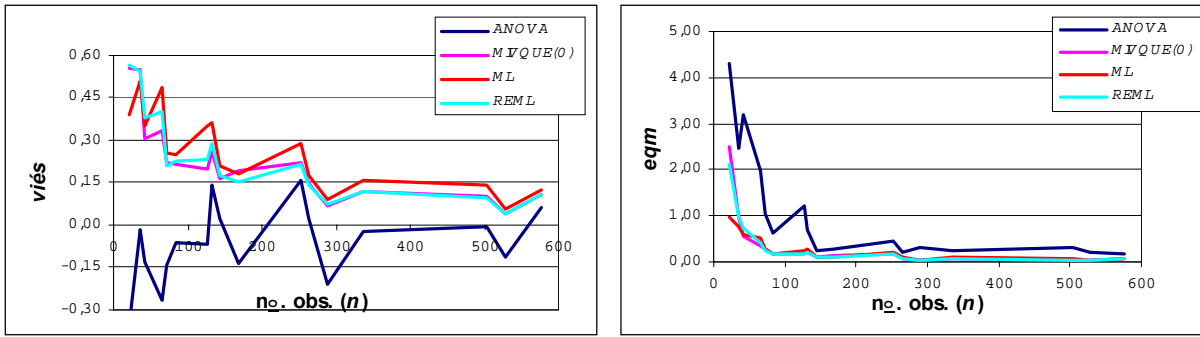 ANOVA
MIVQUE(0)
ML
REML
0,60
0,45
0,30
0,15
0,00
-0,15
-0,30
viés
0 100 200 300 400 500 600
nº. obs. (n)
ANOVA
MIVQUE(0)
ML
REML
5,00
4,00
3,00
2,00
1,00
0,00
eqm
0 100 200 300 400 500 600
nº. obs. (n)